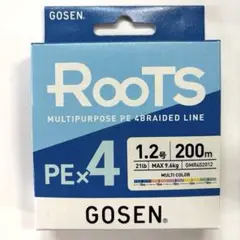 GOSEN®
ROOTS
MULTIPURPOSE PE 4BRAIDED LINE
PE×4
1.2号 200m
21lb MAX 9.6kg GMR4S2012
MULTI COLOR
GOSEN®